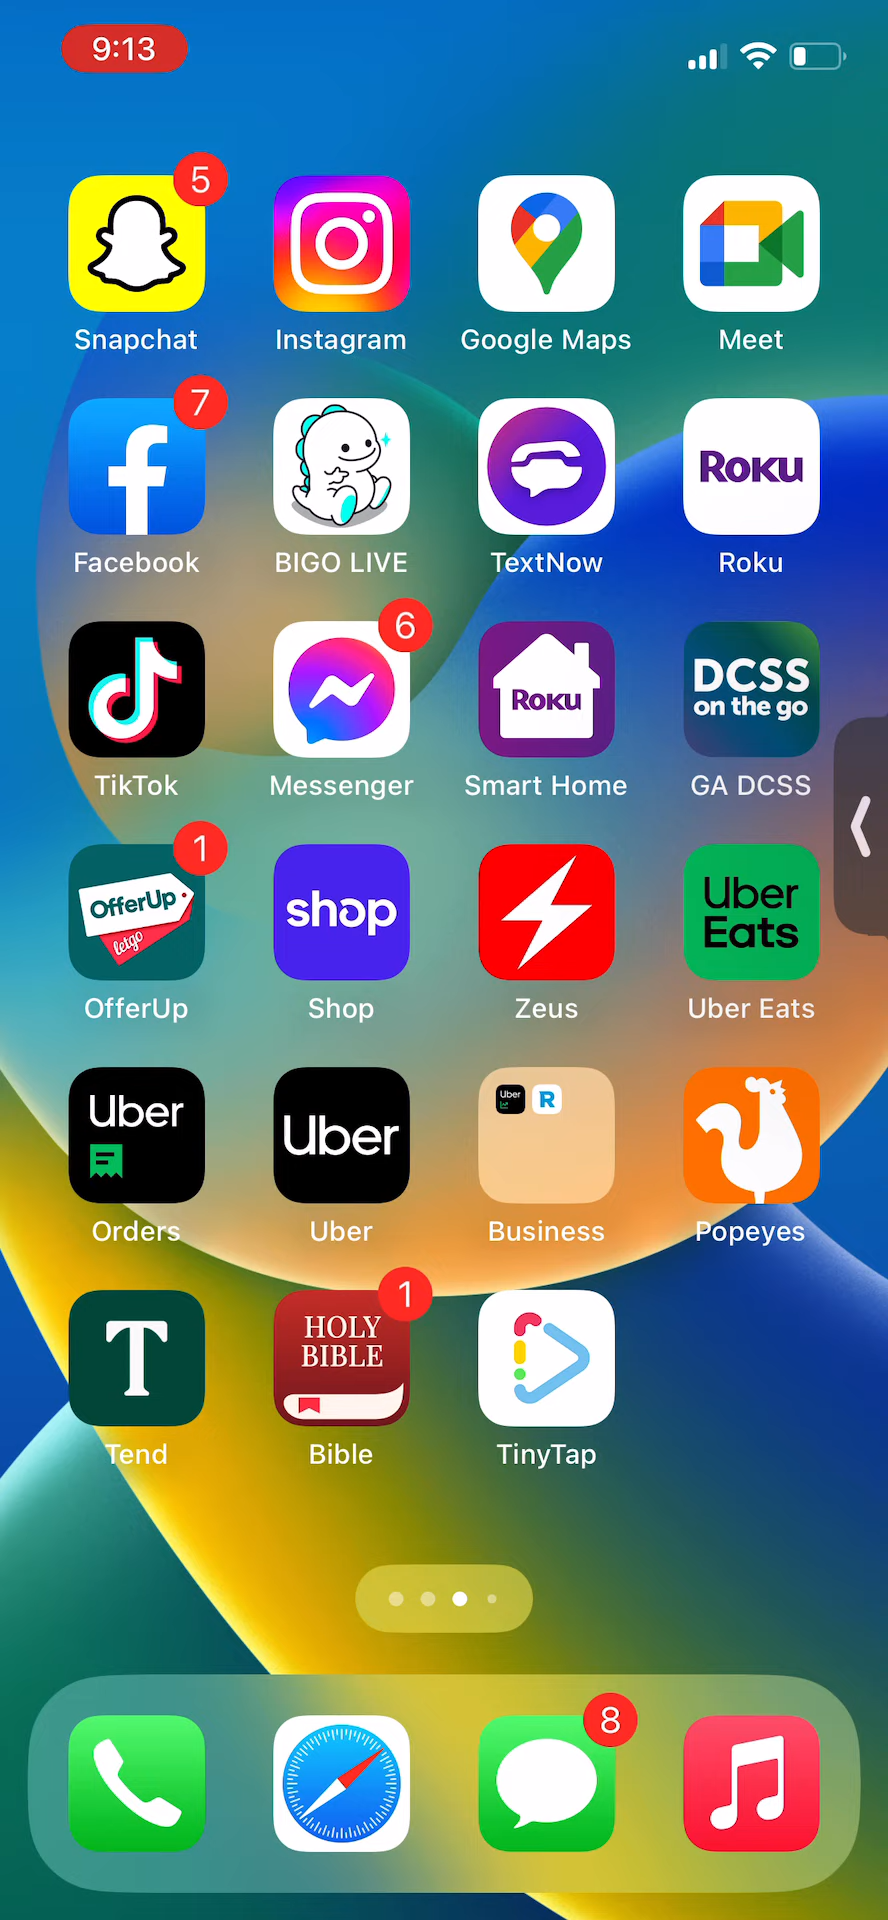 9:13
5
Snapchat
Instagram
Google Maps
Meet
7
Facebook
BIGO LIVE
TextNow
Roku
Roku
TikTok
6
Messenger
Roku
Smart Home
DCSS
on the go
GA DCSS
1
OfferUp
letgo
OfferUp
shop
Shop
Zeus
Uber
Eats
Uber Eats
Uber
Orders
Uber
Uber
Uber
R
Business
Popeyes
T
Tend
1
HOLY
BIBLE
Bible
TinyTap
8